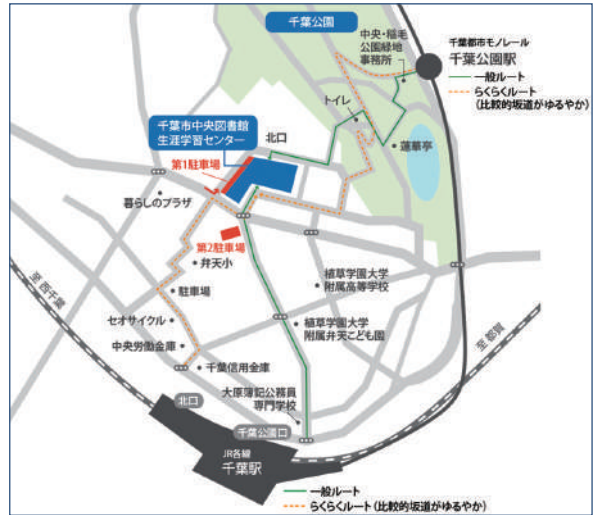 千葉公園
中央・稲毛
公園緑地
事務所
千葉都市モノレール
千葉公園駅
一般ルート
らくらくルート
(比較的坂道がゆるやか)
トイレ
蓮華亭
千葉市中央図書館
生涯学習センター
北口
第1駐車場
暮らしのプラザ
第2駐車場
弁天小
植草学園大学
附属高等学校
駐車場
至西千葉
セオサイクル
植草学園大学
附属弁天こども園
至都賀
中央労働金庫
千葉信用金庫
大原簿記公務員
専門学校
北口
千葉公園口
JR各線
千葉駅
一般ルート
らくらくルート(比較的坂道がゆるやか)